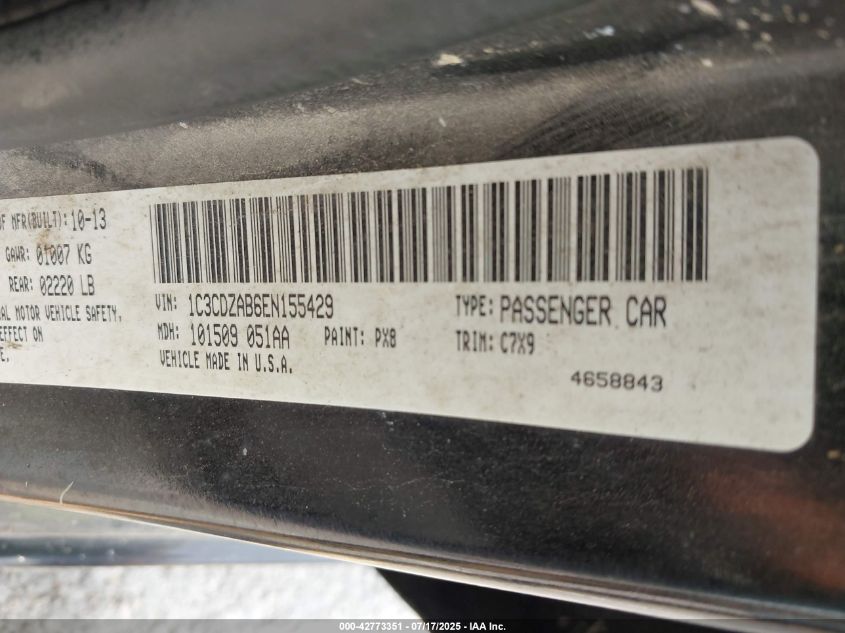 OF MFR(BUILT): 10-13
GAWR: 01007 KG
REAR: 02220 LB
MOTOR VEHICLE SAFETY,
EFFECT ON
VIN: 1C3CDZAB6EN155429
TYPE: PASSENGER CAR
MDH: 101509 051AA PAINT: PX8
TRIM: C7X9
VEHICLE MADE IN U.S.A.
4658843
000-42773351 - 07/17/2025 - IAA Inc.